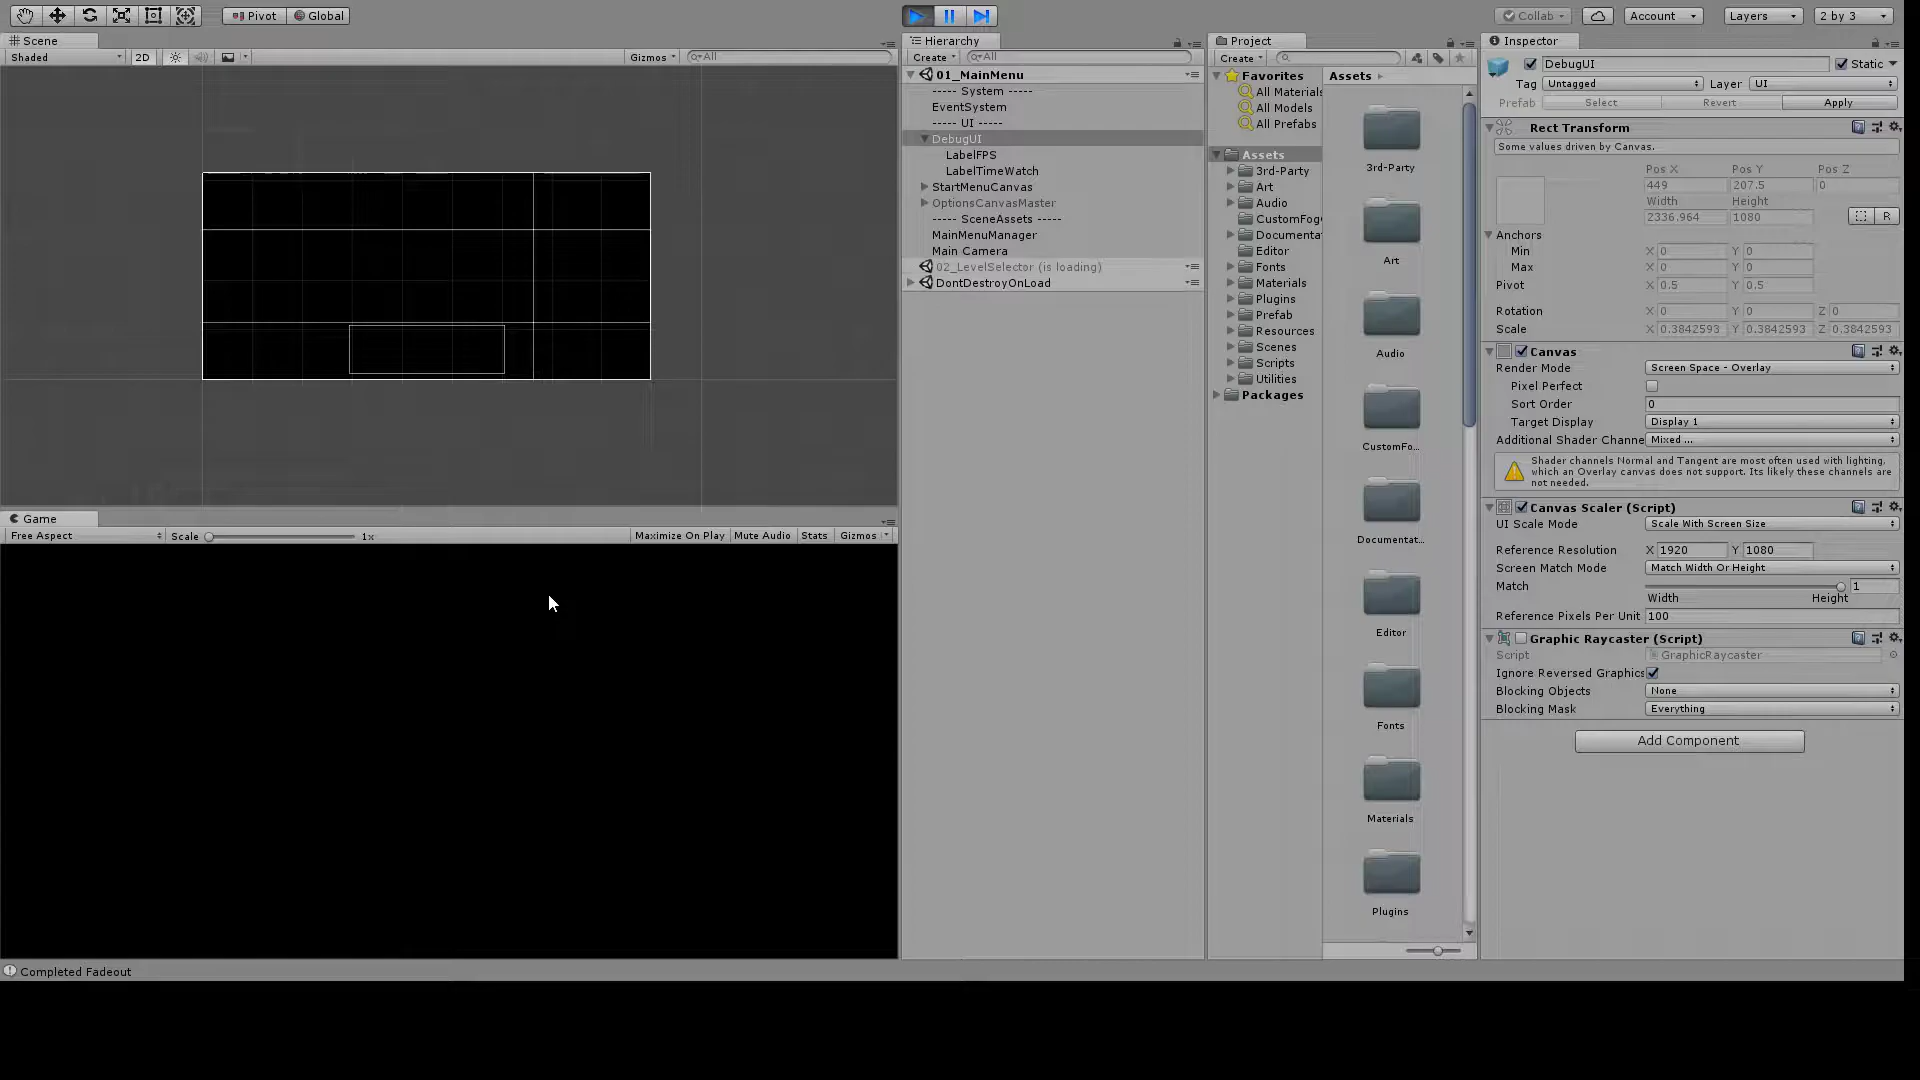 Pivot Global Collab Account Layers 2 by 3
Scene
Shaded 2D Gizmos All
Game
Free Aspect Scale 1x Maximize On Play Mute Audio Stats Gizmos
Completed Fadeout
Hierarchy
Create All
01_MainMenu
----- System -----
EventSystem
----- UI -----
DebugUI
LabelFPS
LabelTimeWatch
StartMenuCanvas
OptionsCanvasMaster
----- SceneAssets -----
MainMenuManager
Main Camera
02_LevelSelector (is loading)
DontDestroyOnLoad
Project
Create
Favorites
All Materials
All Models
All Prefabs
Assets
3rd-Party
Art
Audio
CustomFog
Documentat
Editor
Fonts
Materials
Plugins
Prefab
Resources
Scenes
Scripts
Utilities
Packages
Assets
3rd-Party
Art
Audio
CustomFo...
Documentat...
Editor
Fonts
Materials
Plugins
Inspector
DebugUI Static
Tag Untagged Layer UI
Prefab Select Revert Apply
Rect Transform
Some values driven by Canvas.
Pos X Pos Y Pos Z
449 207.5 0
Width Height
2336.964 1080 R
Anchors
Min X 0 Y 0
Max X 0 Y 0
Pivot X 0.5 Y 0.5
Rotation X 0 Y 0 Z 0
Scale X 0.3842593 Y 0.3842593 Z 0.3842593
Canvas
Render Mode Screen Space - Overlay
Pixel Perfect
Sort Order 0
Target Display Display 1
Additional Shader Channe Mixed ...
Shader channels Normal and Tangent are most often used with lighting,
which an Overlay canvas does not support. Its likely these channels are
not needed.
Canvas Scaler (Script)
UI Scale Mode Scale With Screen Size
Reference Resolution X 1920 Y 1080
Screen Match Mode Match Width Or Height
Match 1
Width Height
Reference Pixels Per Unit 100
Graphic Raycaster (Script)
Script GraphicRaycaster
Ignore Reversed Graphics
Blocking Objects None
Blocking Mask Everything
Add Component